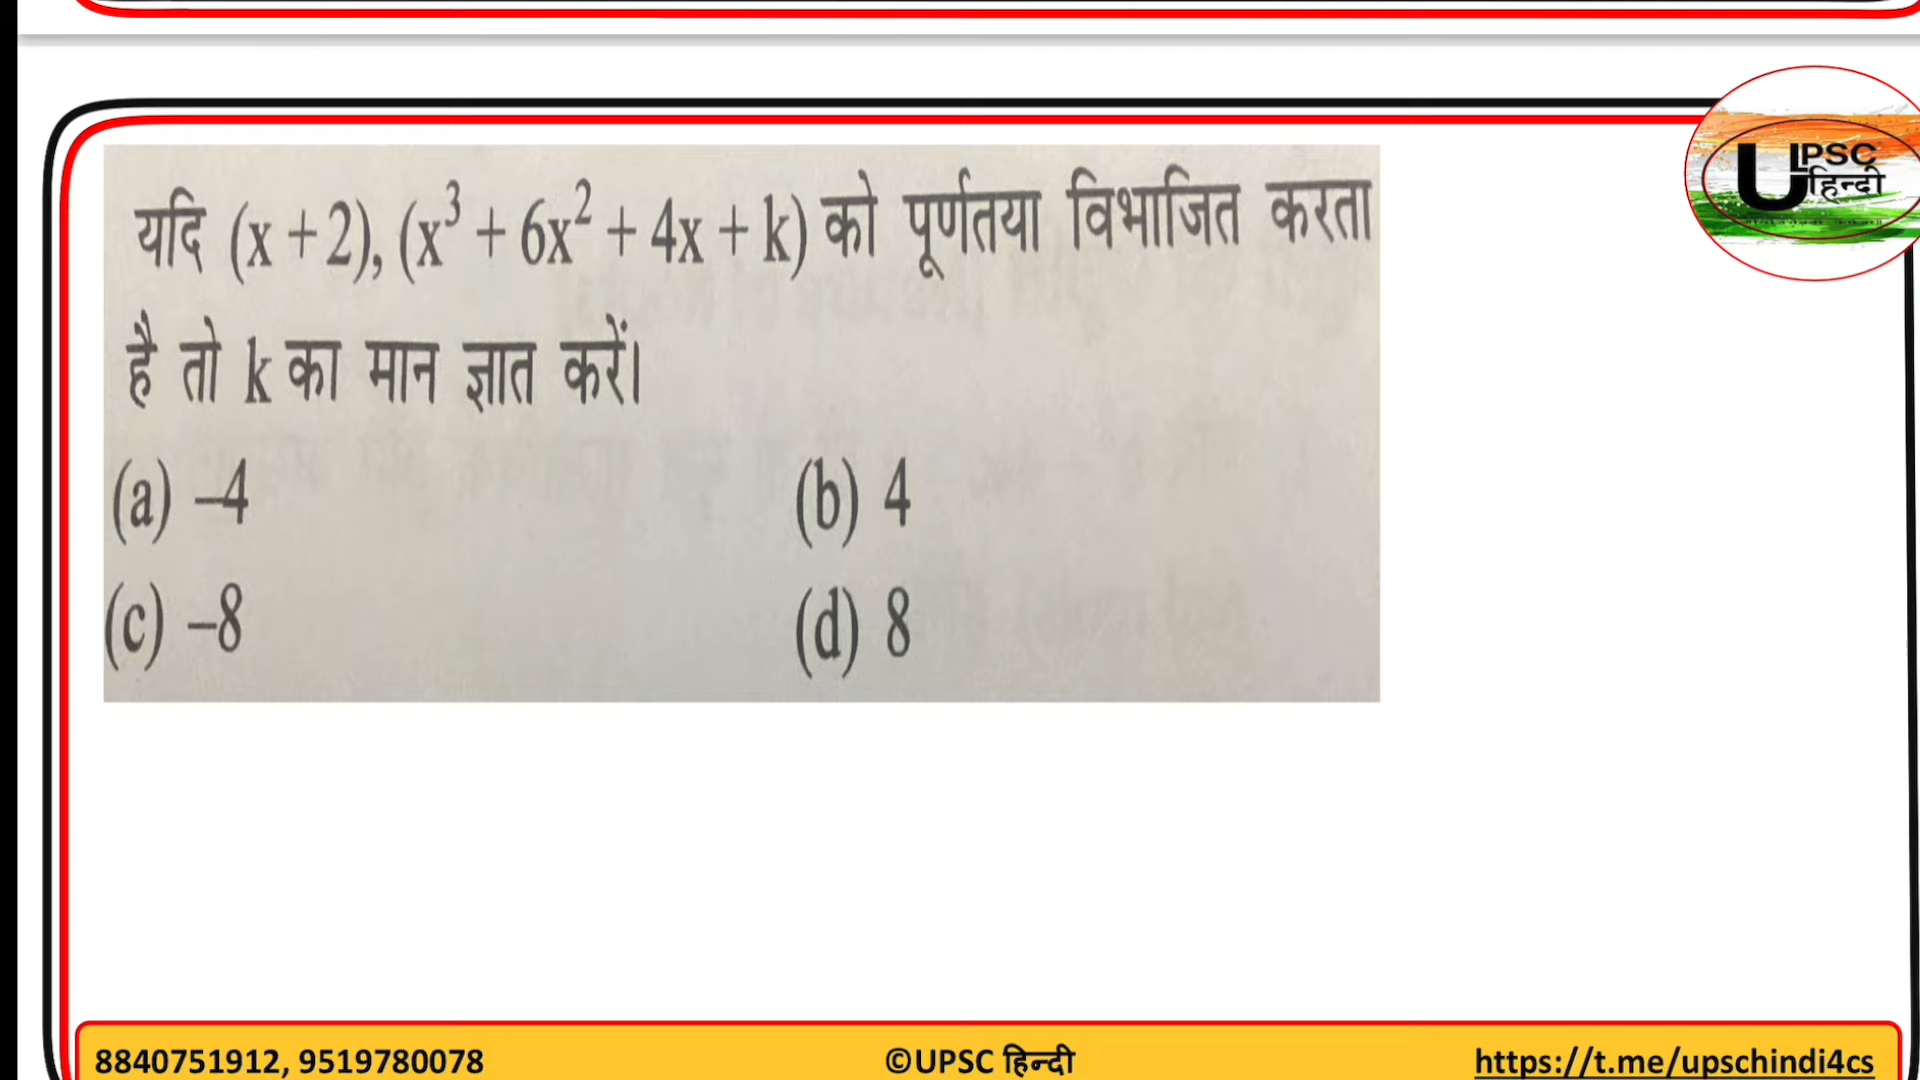 UPSC
हिन्दी
यदि (x + 2), (x³ + 6x² + 4x + k) को पूर्णतया विभाजित करता
है तो k का मान ज्ञात करें।
(a) –4 (b) 4
(c) –8 (d) 8
8840751912, 9519780078 ©UPSC हिन्दी https://t.me/upschindi4cs